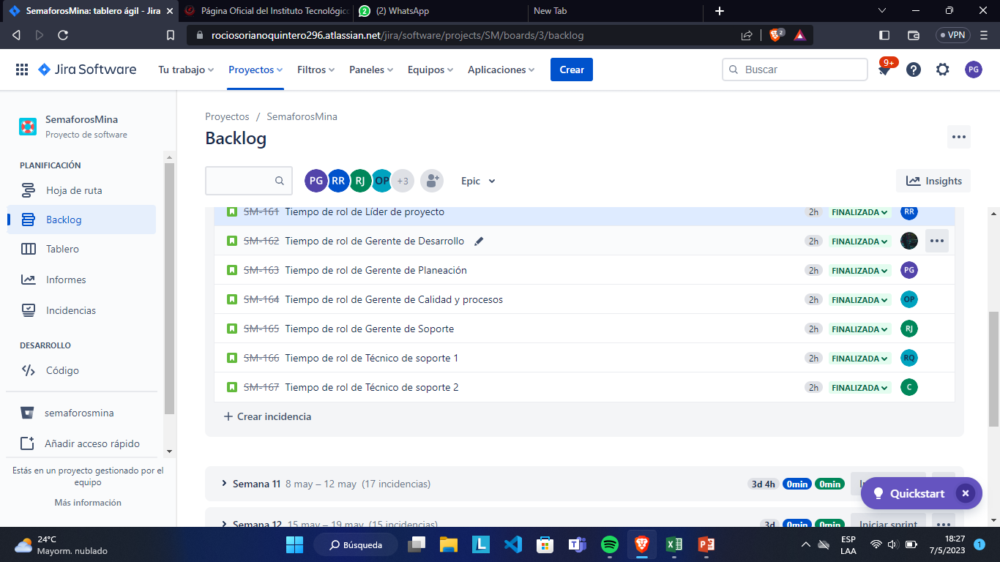 SemaforosMina: tablero ágil - Jira
Página Oficial del Instituto Tecnológico
(2) WhatsApp
New Tab
rociosorianoquintero296.atlassian.net/jira/software/projects/SM/boards/3/backlog
2
VPN
Jira Software
Tu trabajo
Proyectos
Filtros
Paneles
Equipos
Aplicaciones
Crear
Buscar
9+
PG
SemaforosMina
Proyecto de software
PLANIFICACIÓN
Hoja de ruta
Backlog
Tablero
Informes
Incidencias
DESARROLLO
Código
semaforosmina
Añadir acceso rápido
Estás en un proyecto gestionado por el
equipo
Más información
Proyectos / SemaforosMina
Backlog
PG RR RJ OP +3
Epic
Insights
SM-161 Tiempo de rol de Líder de proyecto 2h FINALIZADA RR
SM-162 Tiempo de rol de Gerente de Desarrollo 2h FINALIZADA
SM-163 Tiempo de rol de Gerente de Planeación 2h FINALIZADA PG
SM-164 Tiempo de rol de Gerente de Calidad y procesos 2h FINALIZADA OP
SM-165 Tiempo de rol de Gerente de Soporte 2h FINALIZADA RJ
SM-166 Tiempo de rol de Técnico de soporte 1 2h FINALIZADA RQ
SM-167 Tiempo de rol de Técnico de soporte 2 2h FINALIZADA C
+ Crear incidencia
Semana 11 8 may – 12 may (17 incidencias) 3d 4h 0min 0min
Quickstart
Semana 12 15 may – 19 may (15 incidencias) 3d 0min 0min Iniciar sprint
24°C
Mayorm. nublado
Búsqueda
ESP
LAA
18:27
7/5/2023
1